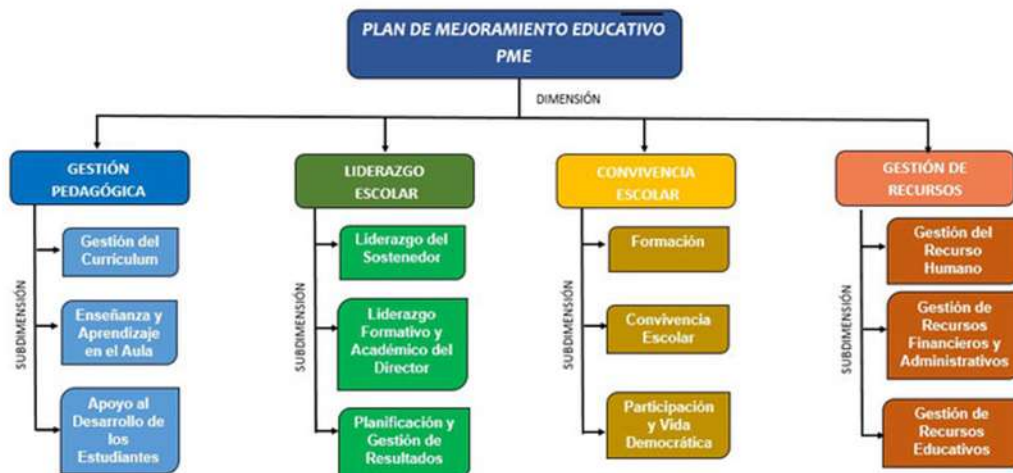 PLAN DE MEJORAMIENTO EDUCATIVO
PME
DIMENSIÓN
GESTIÓN
PEDAGÓGICA
SUBDIMENSIÓN
Gestión del
Currículum
Enseñanza y
Aprendizaje
en el Aula
Apoyo al
Desarrollo de
los
Estudiantes
LIDERAZGO
ESCOLAR
SUBDIMENSIÓN
Liderazgo del
Sostenedor
Liderazgo
Formativo y
Académico del
Director
Planificación y
Gestión de
Resultados
CONVIVENCIA
ESCOLAR
SUBDIMENSIÓN
Formación
Convivencia
Escolar
Participación
y Vida
Democrática
GESTIÓN DE
RECURSOS
SUBDIMENSIÓN
Gestión del
Recurso
Humano
Gestión de
Recursos
Financieros y
Administrativos
Gestión de
Recursos
Educativos